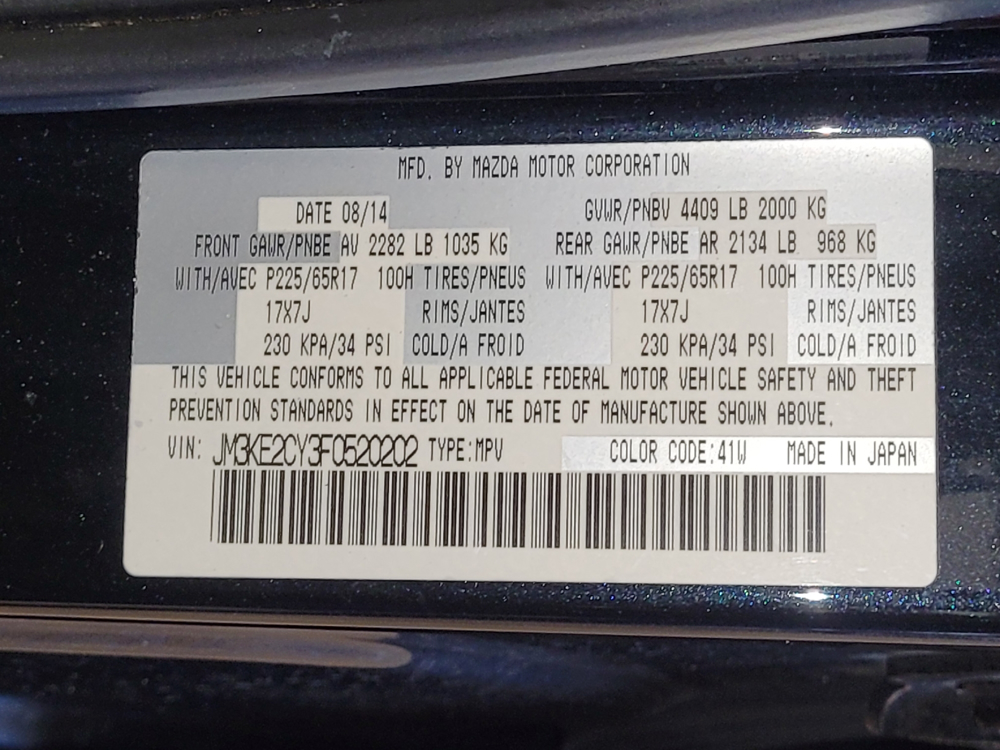 MFD. BY MAZDA MOTOR CORPORATION
DATE 08/14 GVWR/PNBV 4409 LB 2000 KG
FRONT GAWR/PNBE AV 2282 LB 1035 KG REAR GAWR/PNBE AR 2134 LB 968 KG
WITH/AVEC P225/65R17 100H TIRES/PNEUS WITH/AVEC P225/65R17 100H TIRES/PNEUS
17X7J RIMS/JANTES 17X7J RIMS/JANTES
230 KPA/34 PSI COLD/A FROID 230 KPA/34 PSI COLD/A FROID
THIS VEHICLE CONFORMS TO ALL APPLICABLE FEDERAL MOTOR VEHICLE SAFETY AND THEFT
PREVENTION STANDARDS IN EFFECT ON THE DATE OF MANUFACTURE SHOWN ABOVE.
VIN: JM3KE2CY3F0520202 TYPE:MPV COLOR CODE:41W MADE IN JAPAN